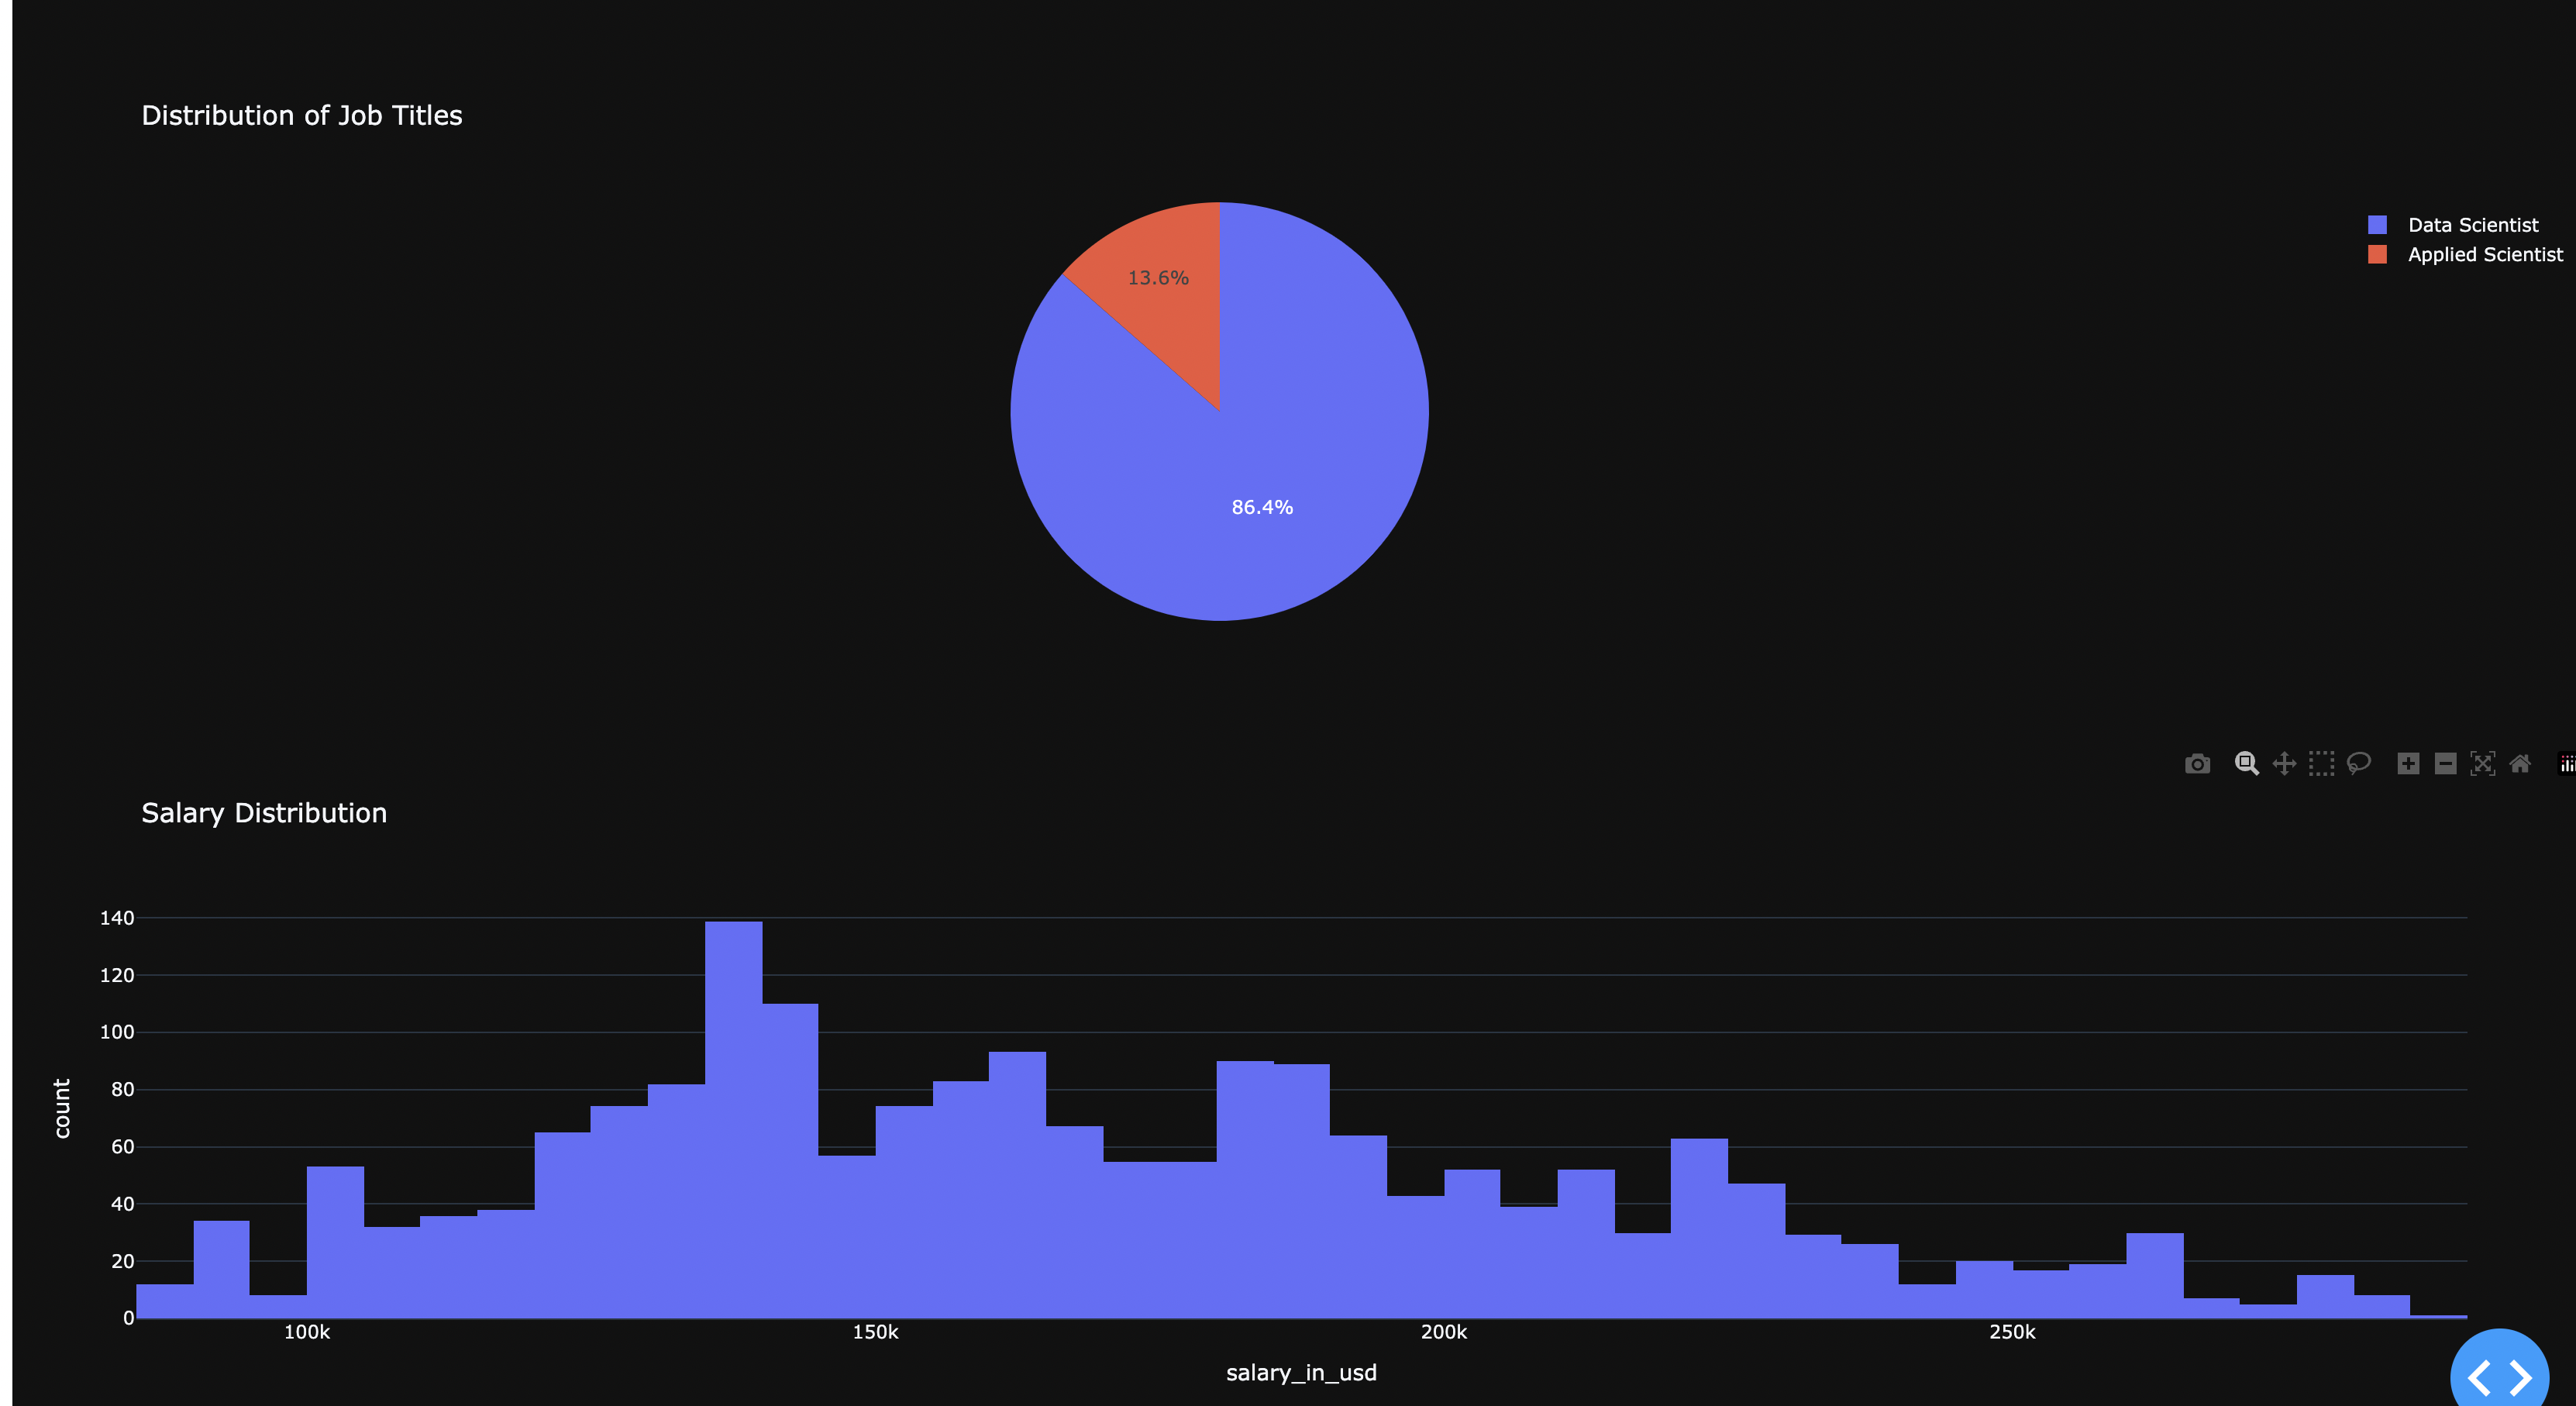 Distribution of Job Titles
Data Scientist
Applied Scientist
13.6%
86.4%
Salary Distribution
140
120
100
80
60
40
20
0
count
100k
150k
200k
250k
salary_in_usd